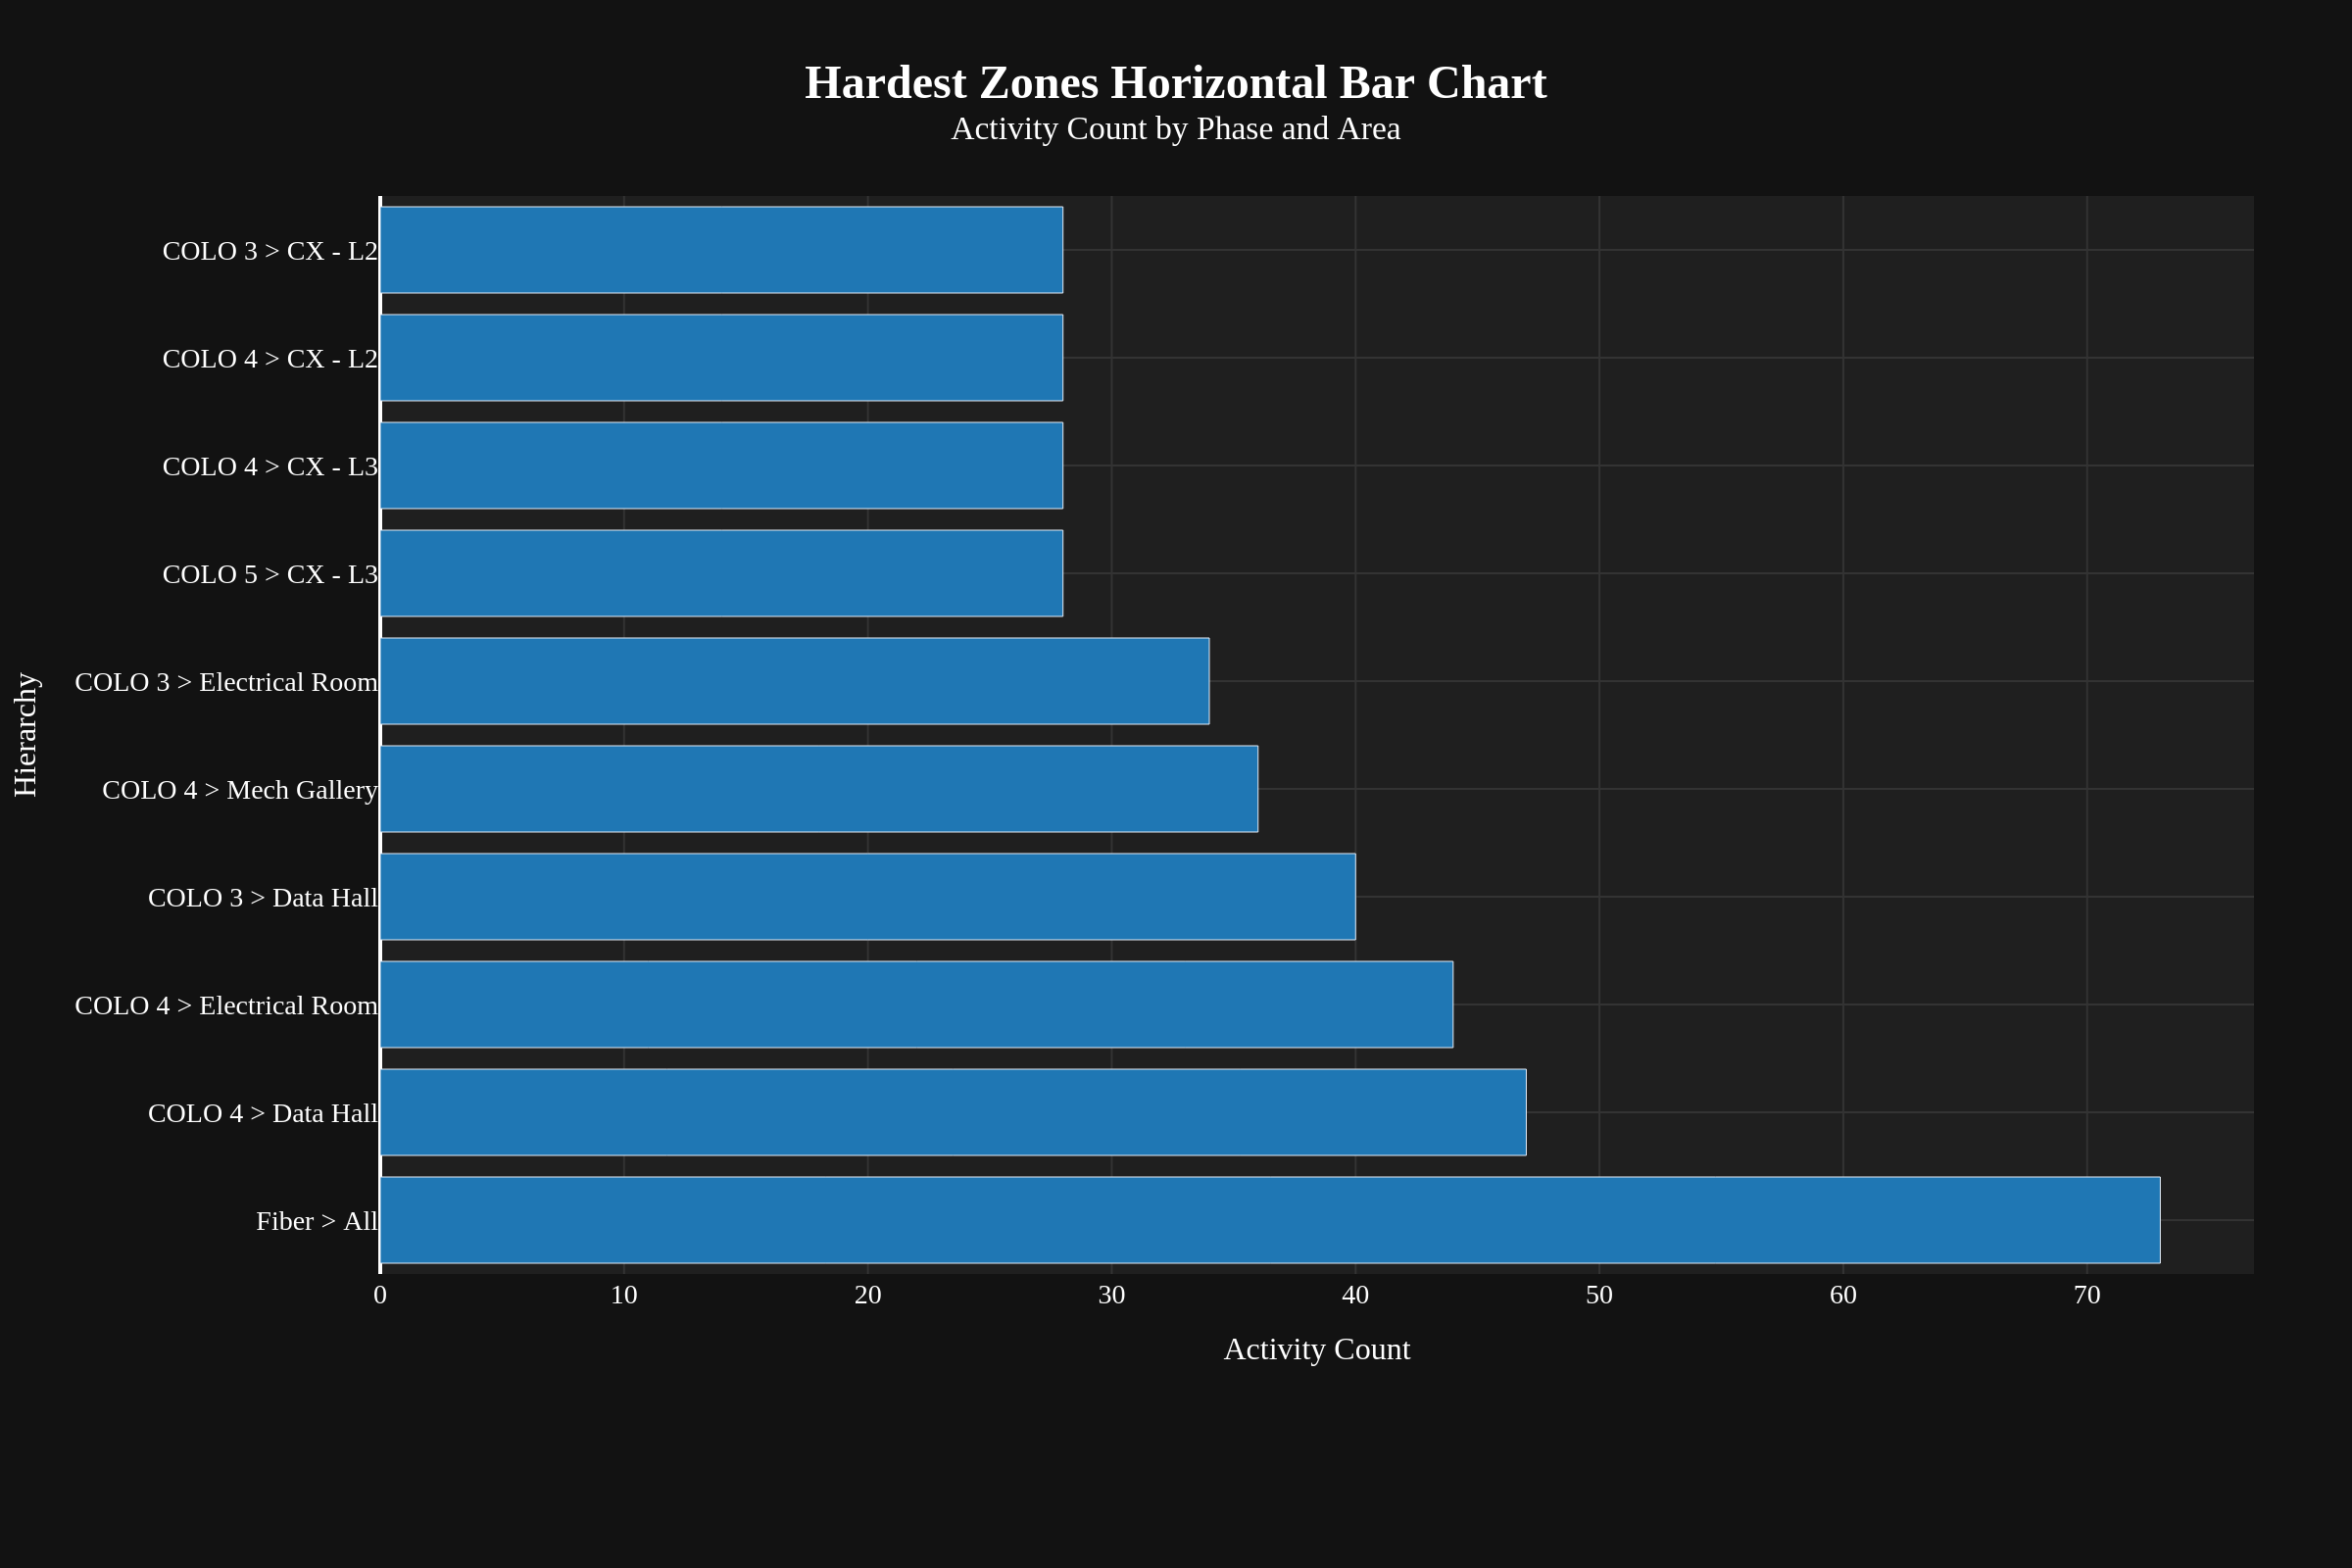 Hardest Zones Horizontal Bar Chart
Activity Count by Phase and Area
COLO 3 > CX - L2
COLO 4 > CX - L2
COLO 4 > CX - L3
COLO 5 > CX - L3
COLO 3 > Electrical Room
COLO 4 > Mech Gallery
COLO 3 > Data Hall
COLO 4 > Electrical Room
COLO 4 > Data Hall
Fiber > All
Hierarchy
0 10 20 30 40 50 60 70
Activity Count